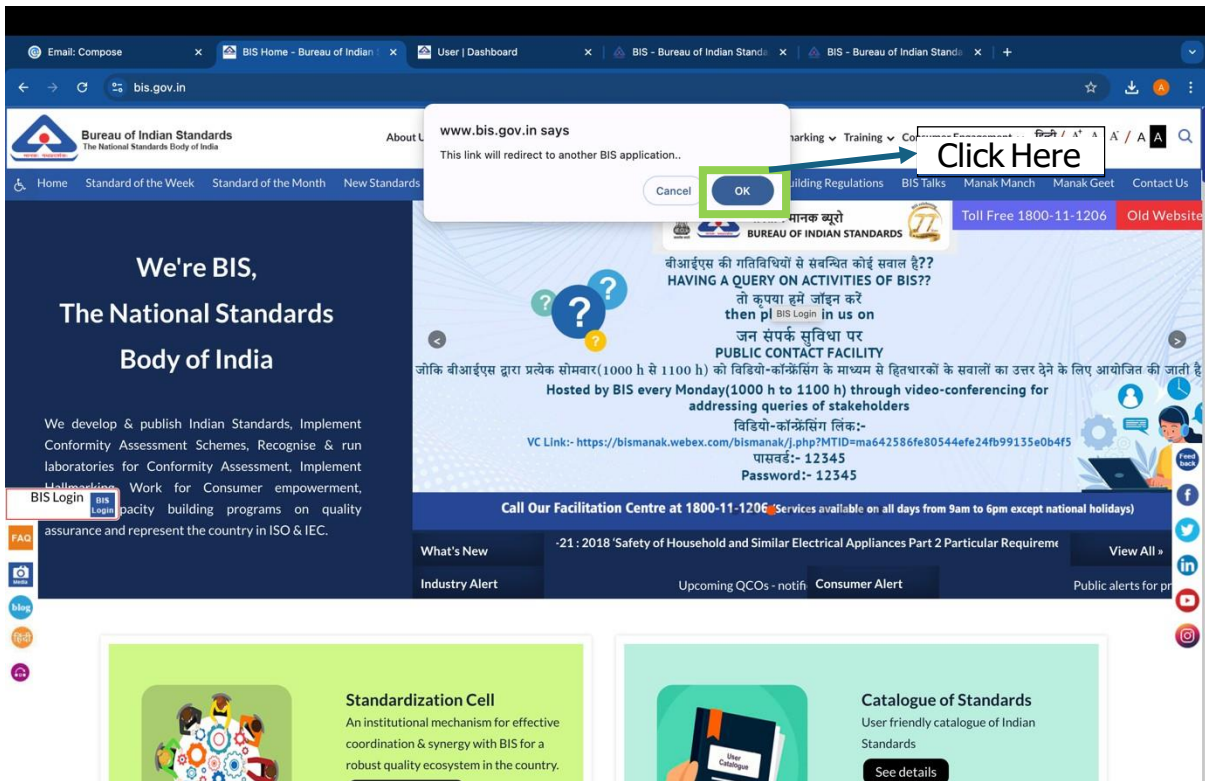 Email: Compose
BIS Home - Bureau of Indian
User | Dashboard
BIS - Bureau of Indian Standa
BIS - Bureau of Indian Standa
bis.gov.in
Bureau of Indian Standards
The National Standards Body of India
About U
www.bis.gov.in says
This link will redirect to another BIS application..
Cancel
OK
Click Here
arking
Training
Consumer Engagement
हिन्दी / A+ A A- / A A
Home
Standard of the Week
Standard of the Month
New Standards
uilding Regulations
BIS Talks
Manak Manch
Manak Geet
Contact Us
We're BIS,
The National Standards
Body of India
We develop & publish Indian Standards, Implement
Conformity Assessment Schemes, Recognise & run
laboratories for Conformity Assessment, Implement
Hallmarking, Work for Consumer empowerment,
pacity building programs on quality
assurance and represent the country in ISO & IEC.
BIS Login
BIS Login
FAQ
Media
blog
हिंदी
मानक ब्यूरो
BUREAU OF INDIAN STANDARDS
77
Toll Free 1800-11-1206
Old Website
बीआईएस की गतिविधियों से संबन्धित कोई सवाल है??
HAVING A QUERY ON ACTIVITIES OF BIS??
तो कृपया हमें जॉइन करें
then pl BIS Login in us on
जन संपर्क सुविधा पर
PUBLIC CONTACT FACILITY
जोकि बीआईएस द्वारा प्रत्येक सोमवार(1000 h से 1100 h) को विडियो-कॉन्फ्रेंसिंग के माध्यम से हितधारकों के सवालों का उत्तर देने के लिए आयोजित की जाती है
Hosted by BIS every Monday(1000 h to 1100 h) through video-conferencing for
addressing queries of stakeholders
विडियो-कॉन्फ्रेंसिंग लिंक:-
VC Link:- https://bismanak.webex.com/bismanak/j.php?MTID=ma642586fe80544efe24fb99135e0b4f5
पासवर्ड:- 12345
Password:- 12345
Call Our Facilitation Centre at 1800-11-1206 (Services available on all days from 9am to 6pm except national holidays)
Feed back
What's New
-21 : 2018 'Safety of Household and Similar Electrical Appliances Part 2 Particular Requireme
View All »
Industry Alert
Upcoming QCOs - notifi
Consumer Alert
Public alerts for pr
Standardization Cell
An institutional mechanism for effective
coordination & synergy with BIS for a
robust quality ecosystem in the country.
User
Catalogue
Catalogue of Standards
User friendly catalogue of Indian
Standards
See details